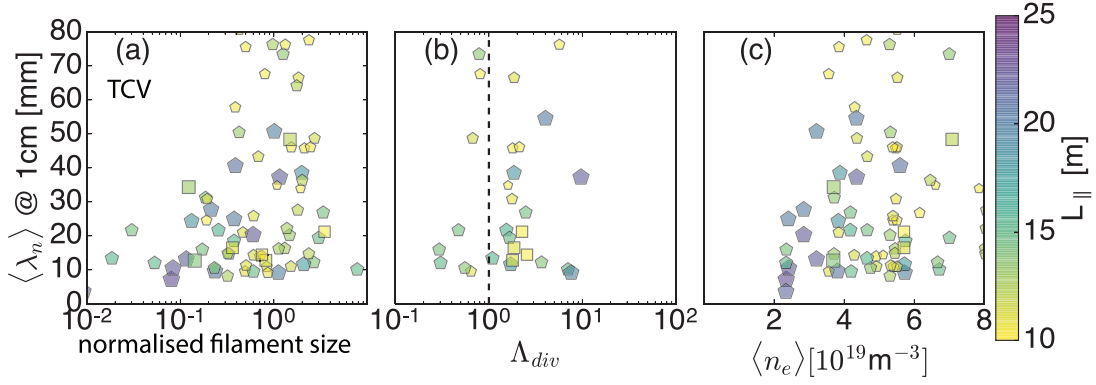 ⟨λₙ⟩ @ 1cm [mm]
80
70
60
50
40
30
20
10
0
(a)
TCV
10⁻² 10⁻¹ 10⁰
normalised filament size
(b)
10⁻¹ 10⁰ 10¹ 10²
Λ_div
(c)
2 4 6 8
⟨nₑ⟩[10¹⁹m⁻³]
25
20
15
10
L∥ [m]